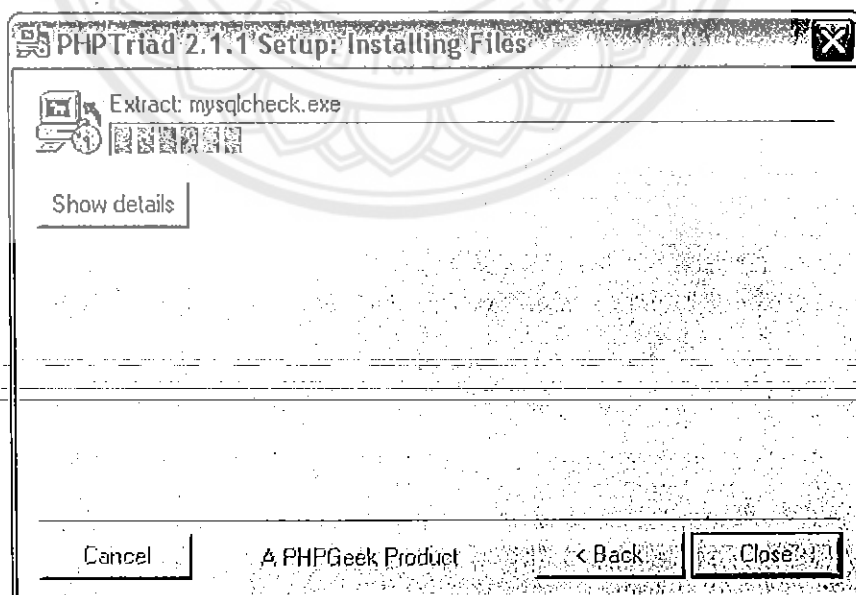 PHPTriad 2.1.1 Setup: Installing Files
Extract: mysqlcheck.exe
Show details
Cancel
A PHPGeek Product
< Back
Close